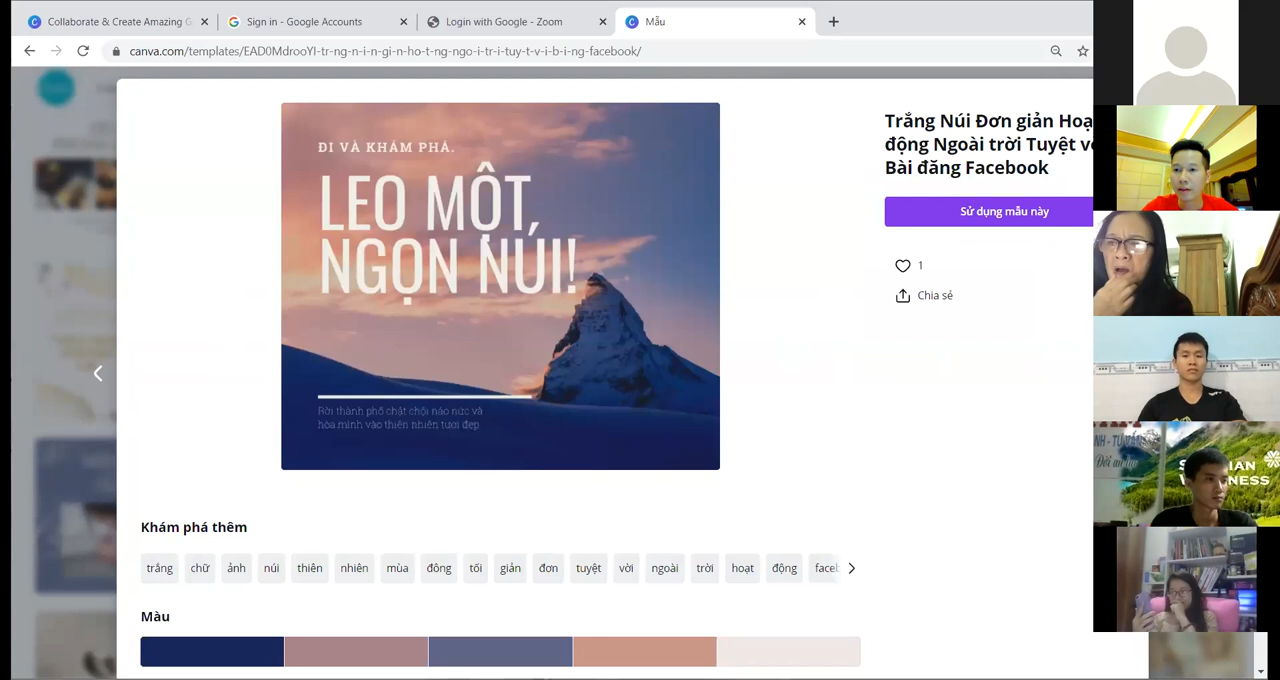 Collaborate & Create Amazing G
Sign in - Google Accounts
Login with Google - Zoom
Mẫu
canva.com/templates/EAD0MdrooYI-tr-ng-n-i-n-gi-n-ho-t-ng-ngo-i-tr-i-tuy-t-v-i-b-i-ng-facebook/
ĐI VÀ KHÁM PHÁ.
LEO MỘT,
NGỌN NÚI!
Rời thành phố chật chội náo nức và
hòa mình vào thiên nhiên tươi đẹp
Trắng Núi Đơn giản Hoạ
động Ngoài trời Tuyệt v
Bài đăng Facebook
Sử dụng mẫu này
1
Chia sẻ
Khám phá thêm
trắng chữ ảnh núi thiên nhiên mùa đông tối giản đơn tuyệt vời ngoài trời hoạt động faceb
Màu